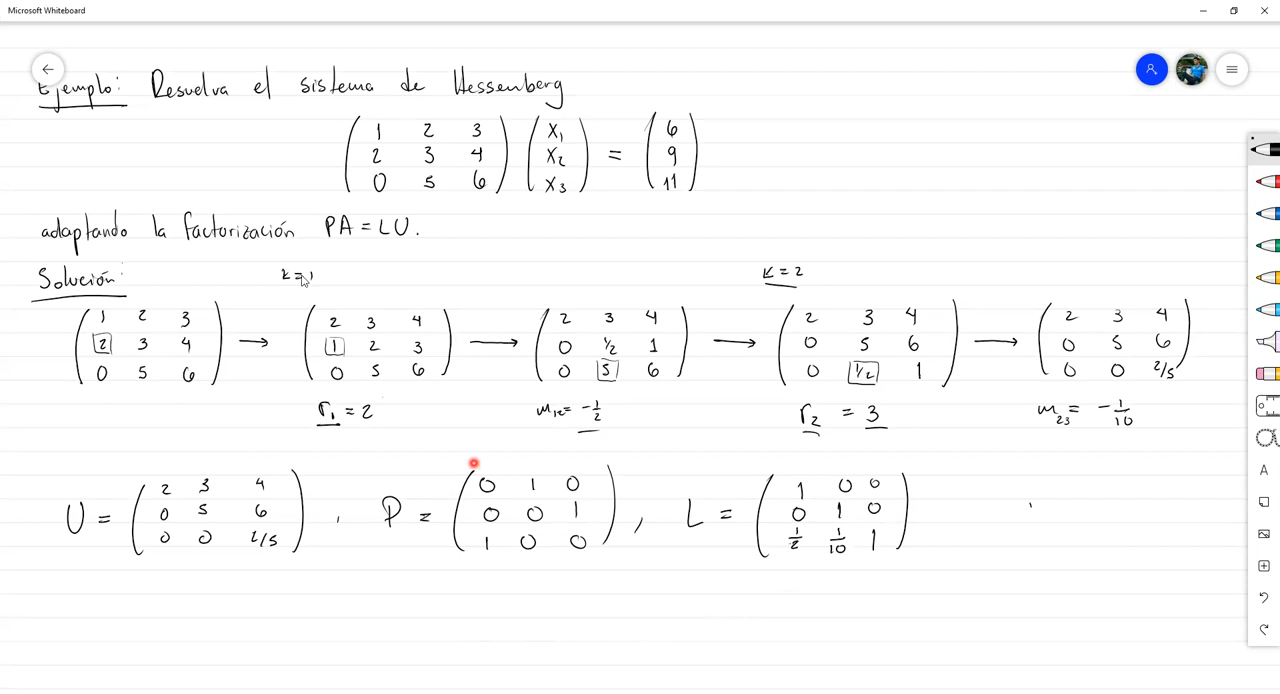 Microsoft Whiteboard
Ejemplo: Resuelva el sistema de Hessenberg
(1 2 3; 2 3 4; 0 5 6) (x₁; x₂; x₃) = (6; 9; 11)
adaptando la factorización PA = LU.
Solución:
k=1 k=2
(1 2 3; 2 3 4; 0 5 6) → (2 3 4; 1 2 3; 0 5 6) → (2 3 4; 0 1/2 1; 0 5 6) → (2 3 4; 0 5 6; 0 1/2 1) → (2 3 4; 0 5 6; 0 0 2/5)
r₁ = 2 m₁₂ = -1/2 r₂ = 3 m₂₃ = -1/10
U = (2 3 4; 0 5 6; 0 0 2/5), P = (0 1 0; 0 0 1; 1 0 0), L = (1 0 0; 0 1 0; 1/2 1/10 1)